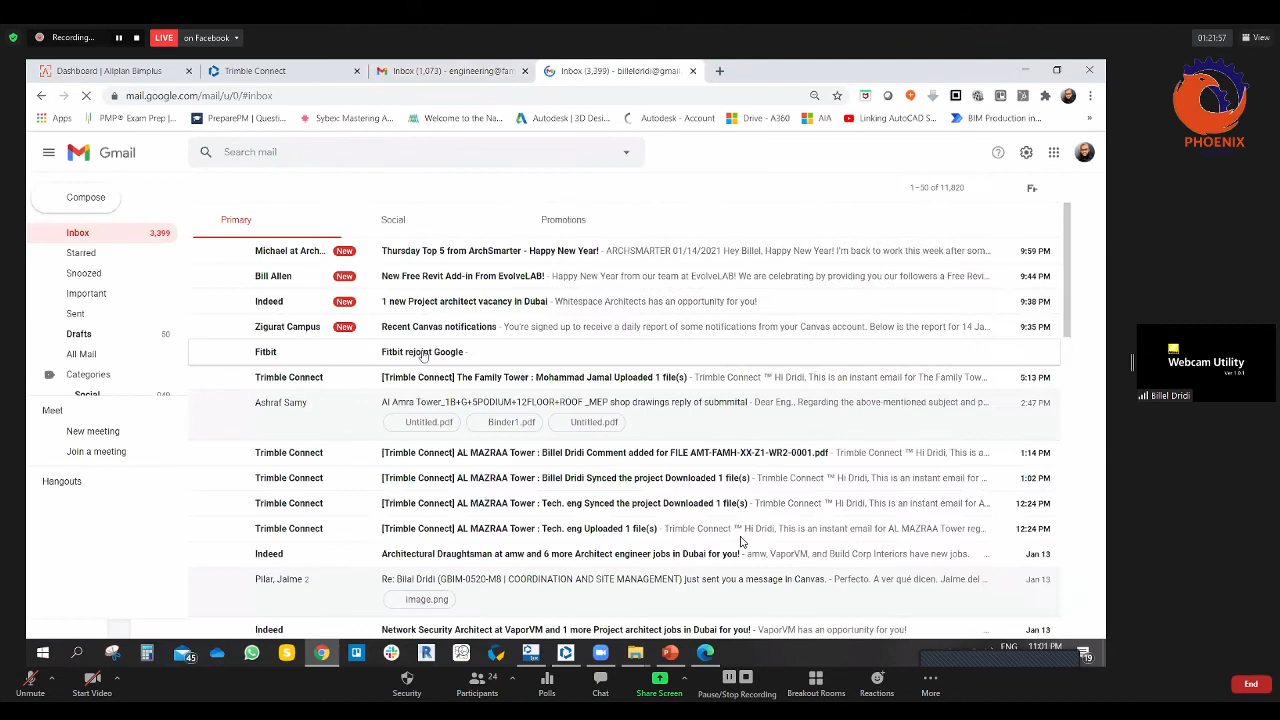 Recording...
LIVE on Facebook
01:21:57 View
Dashboard | Allplan Bimplus
Trimble Connect
Inbox (1,073) - engineering@fam
Inbox (3,399) - billeldridi@gmail.
mail.google.com/mail/u/0/#inbox
Apps PMP® Exam Prep |... PreparePM | Questi... Sybex Mastering A... Welcome to the Na... Autodesk | 3D Desi... Autodesk - Account Drive - A360 AIA Linking AutoCAD S... BIM Production in... »
PHOENIX
Gmail
Search mail
Compose
1–50 of 11,820
Primary Social Promotions
Inbox 3,399
Starred
Snoozed
Important
Sent
Drafts 50
All Mail
Categories
Social
Meet
New meeting
Join a meeting
Hangouts
Michael at Arch... New Thursday Top 5 from ArchSmarter - Happy New Year! - ARCHSMARTER 01/14/2021 Hey Billel, Happy New Year! I'm back to work this week after som... 9:59 PM
Bill Allen New New Free Revit Add-in From EvolveLAB! - Happy New Year from our team at EvolveLAB! We are celebrating by providing you our followers a Free Revi... 9:44 PM
Indeed New 1 new Project architect vacancy in Dubai - Whitespace Architects has an opportunity for you! 9:38 PM
Zigurat Campus New Recent Canvas notifications - You're signed up to receive a daily report of some notifications from your Canvas account. Below is the report for 14 Ja... 9:35 PM
Fitbit Fitbit rejoint Google -
Trimble Connect [Trimble Connect] The Family Tower : Mohammad Jamal Uploaded 1 file(s) - Trimble Connect ™ Hi Dridi, This is an instant email for The Family Tow... 5:13 PM
Ashraf Samy Al Amra Tower_1B+G+5PODIUM+12FLOOR+ROOF _MEP shop drawings reply of submmital - Dear Eng., Regarding the above-mentioned subject and p... 2:47 PM
Untitled.pdf Binder1.pdf Untitled.pdf
Trimble Connect [Trimble Connect] AL MAZRAA Tower : Billel Dridi Comment added for FILE AMT-FAMH-XX-Z1-WR2-0001.pdf - Trimble Connect ™ Hi Dridi, This is a... 1:14 PM
Trimble Connect [Trimble Connect] AL MAZRAA Tower : Billel Dridi Synced the project Downloaded 1 file(s) - Trimble Connect ™ Hi Dridi, This is an instant email for ... 1:02 PM
Trimble Connect [Trimble Connect] AL MAZRAA Tower : Tech. eng Synced the project Downloaded 1 file(s) - Trimble Connect ™ Hi Dridi, This is an instant email for A... 12:24 PM
Trimble Connect [Trimble Connect] AL MAZRAA Tower : Tech. eng Uploaded 1 file(s) - Trimble Connect ™ Hi Dridi, This is an instant email for AL MAZRAA Tower reg... 12:24 PM
Indeed Architectural Draughtsman at amw and 6 more Architect engineer jobs in Dubai for you! - amw, VaporVM, and Build Corp Interiors have new jobs. ... Jan 13
Pilar, Jaime 2 Re: Bilal Dridi (GBIM-0520-M8 | COORDINATION AND SITE MANAGEMENT) just sent you a message in Canvas. - Perfecto. A ver qué dicen. Jaime del ... Jan 13
image.png
Indeed Network Security Architect at VaporVM and 1 more Project architect jobs in Dubai for you! - VaporVM has an opportunity for you! ... Jan 13
Webcam Utility
Ver 1.0.1
Billel Dridi
45
ENG 11:01 PM 19
Unmute Start Video Security Participants 24 Polls Chat Share Screen Pause/Stop Recording Breakout Rooms Reactions More End